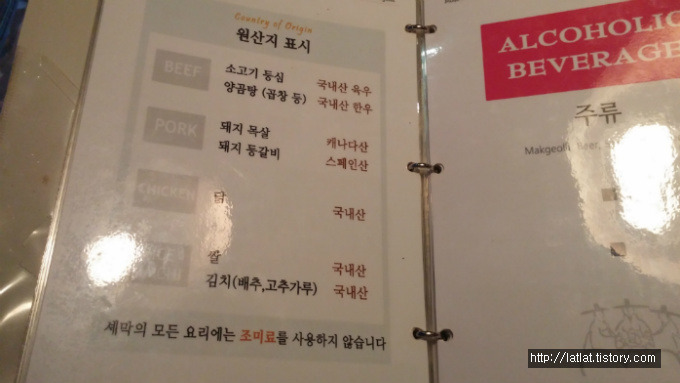 Country of Origin
원산지 표시
BEEF
소고기 등심 국내산 육우
양곰탕 (곱창 등) 국내산 한우
PORK
돼지 목살 캐나다산
돼지 등갈비 스페인산
CHICKEN
닭 국내산
쌀 국내산
김치(배추,고추가루) 국내산
세막의 모든 요리에는 조미료를 사용하지 않습니다
ALCOHOLIC
BEVERAGE
주류
Makgeolli, Beer,
http://latlat.tistory.com